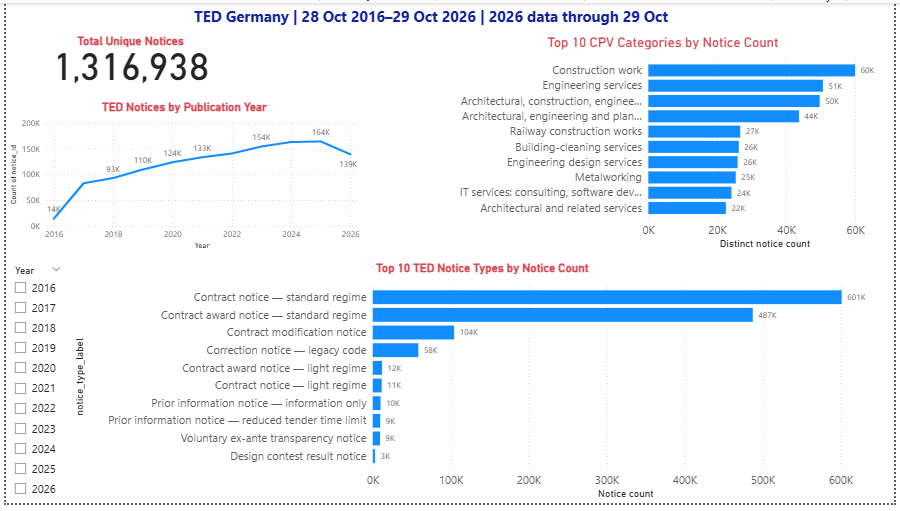 TED Germany | 28 Oct 2016–29 Oct 2026 | 2026 data through 29 Oct
Total Unique Notices
1,316,938
TED Notices by Publication Year
Count of notice_id
200K
150K
100K
50K
0K
14K
93K
110K
124K
133K
154K
164K
139K
2016
2018
2020
2022
2024
2026
Year
Top 10 CPV Categories by Notice Count
Construction work 60K
Engineering services 51K
Architectural, construction, enginee... 50K
Architectural, engineering and plan... 44K
Railway construction works 27K
Building-cleaning services 26K
Engineering design services 26K
Metalworking 25K
IT services: consulting, software dev... 24K
Architectural and related services 22K
0K 20K 40K 60K
Distinct notice count
Year
2016
2017
2018
2019
2020
2021
2022
2023
2024
2025
2026
Top 10 TED Notice Types by Notice Count
notice_type_label
Contract notice — standard regime 601K
Contract award notice — standard regime 487K
Contract modification notice 104K
Correction notice — legacy code 58K
Contract award notice — light regime 12K
Contract notice — light regime 11K
Prior information notice — information only 10K
Prior information notice — reduced tender time limit 9K
Voluntary ex-ante transparency notice 9K
Design contest result notice 3K
0K 100K 200K 300K 400K 500K 600K
Notice count